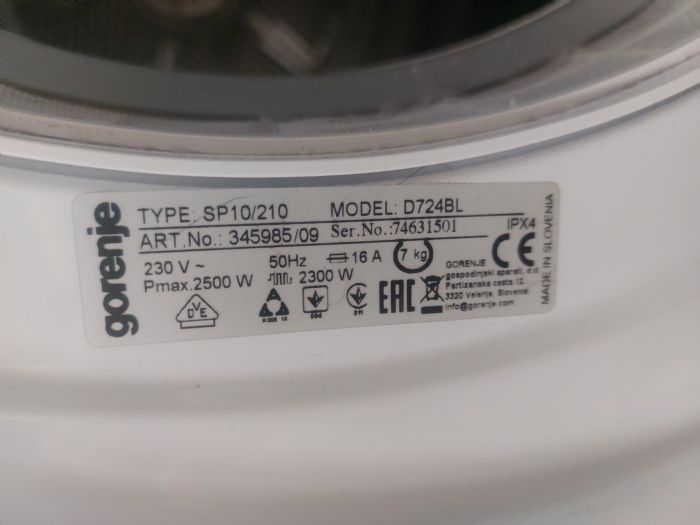 gorenje
TYPE: SP10/210 MODEL: D724BL
ART.No.: 345985/09 Ser.No.:74631501 IPX4
230 V~ 50Hz 16 A 7 kg
Pmax.2500 W 2300 W
GORENJE
gospodinjski aparati, d.d.
Partizanska cesta 12
3320 Velenje, Slovenia
info@gorenje.com
CE
EAC
DVE
MADE IN SLOVENIA